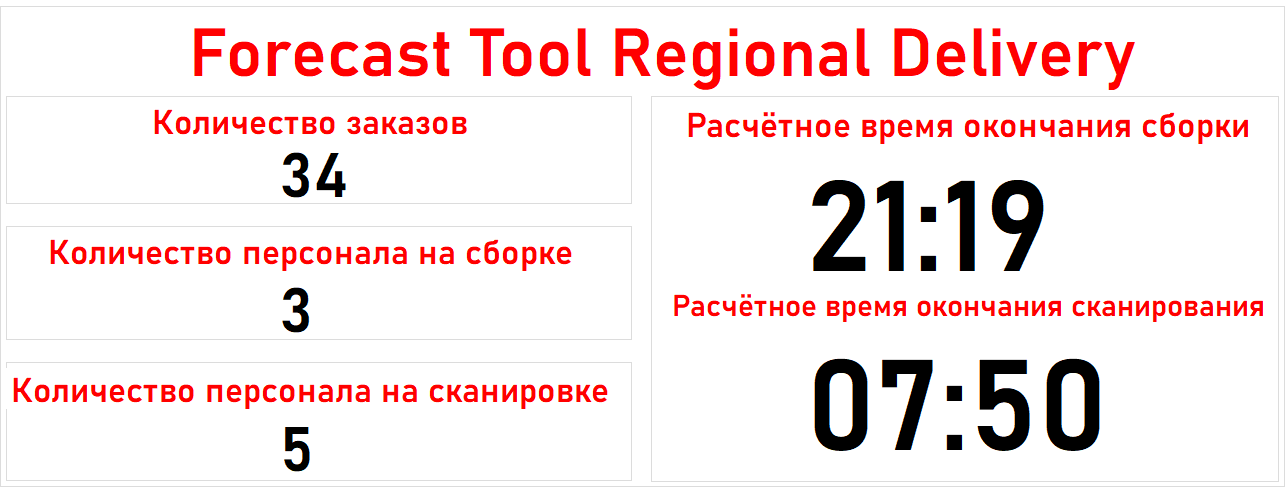 Forecast Tool Regional Delivery
Количество заказов
34
Количество персонала на сборке
3
Количество персонала на сканировке
5
Расчётное время окончания сборки
21:19
Расчётное время окончания сканирования
07:50